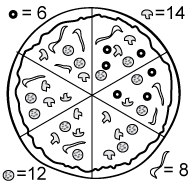 = 6
= 14
= 12
= 8